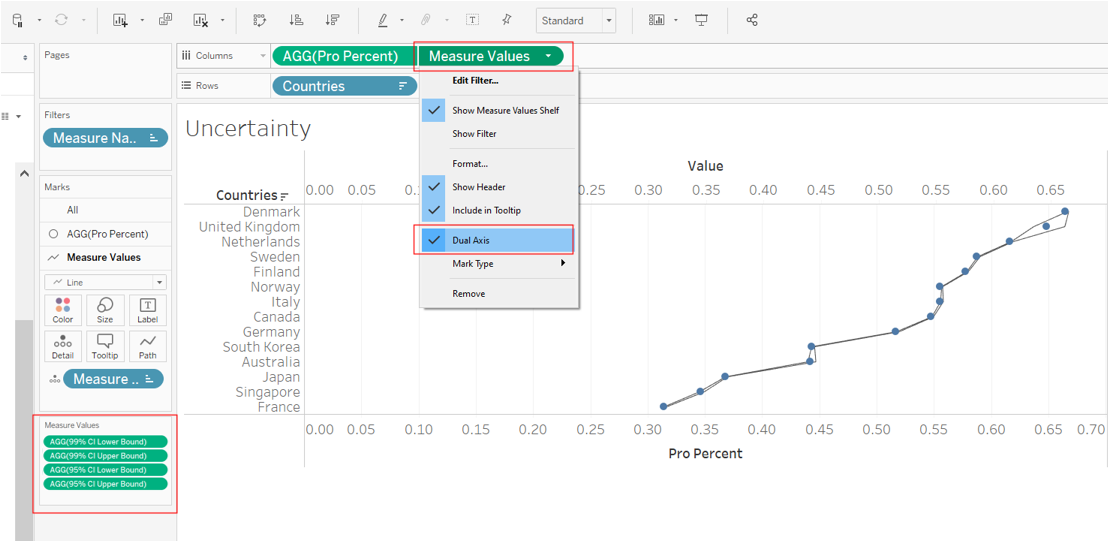 Standard
Pages
Columns
AGG(Pro Percent)
Measure Values
Rows
Countries
Filters
Measure Na..
Marks
All
AGG(Pro Percent)
Measure Values
Line
Color
Size
Label
Detail
Tooltip
Path
Measure ..
Measure Values
AGG(99% CI Lower Bound)
AGG(99% CI Upper Bound)
AGG(95% CI Lower Bound)
AGG(95% CI Upper Bound)
Edit Filter...
Show Measure Values Shelf
Show Filter
Format...
Show Header
Include in Tooltip
Dual Axis
Mark Type
Remove
Uncertainty
Value
Countries
0.00 0.05 0.10 0.25 0.30 0.35 0.40 0.45 0.50 0.55 0.60 0.65
Denmark
United Kingdom
Netherlands
Sweden
Finland
Norway
Italy
Canada
Germany
South Korea
Australia
Japan
Singapore
France
0.00 0.05 0.10 0.15 0.20 0.25 0.30 0.35 0.40 0.45 0.50 0.55 0.60 0.65 0.70
Pro Percent